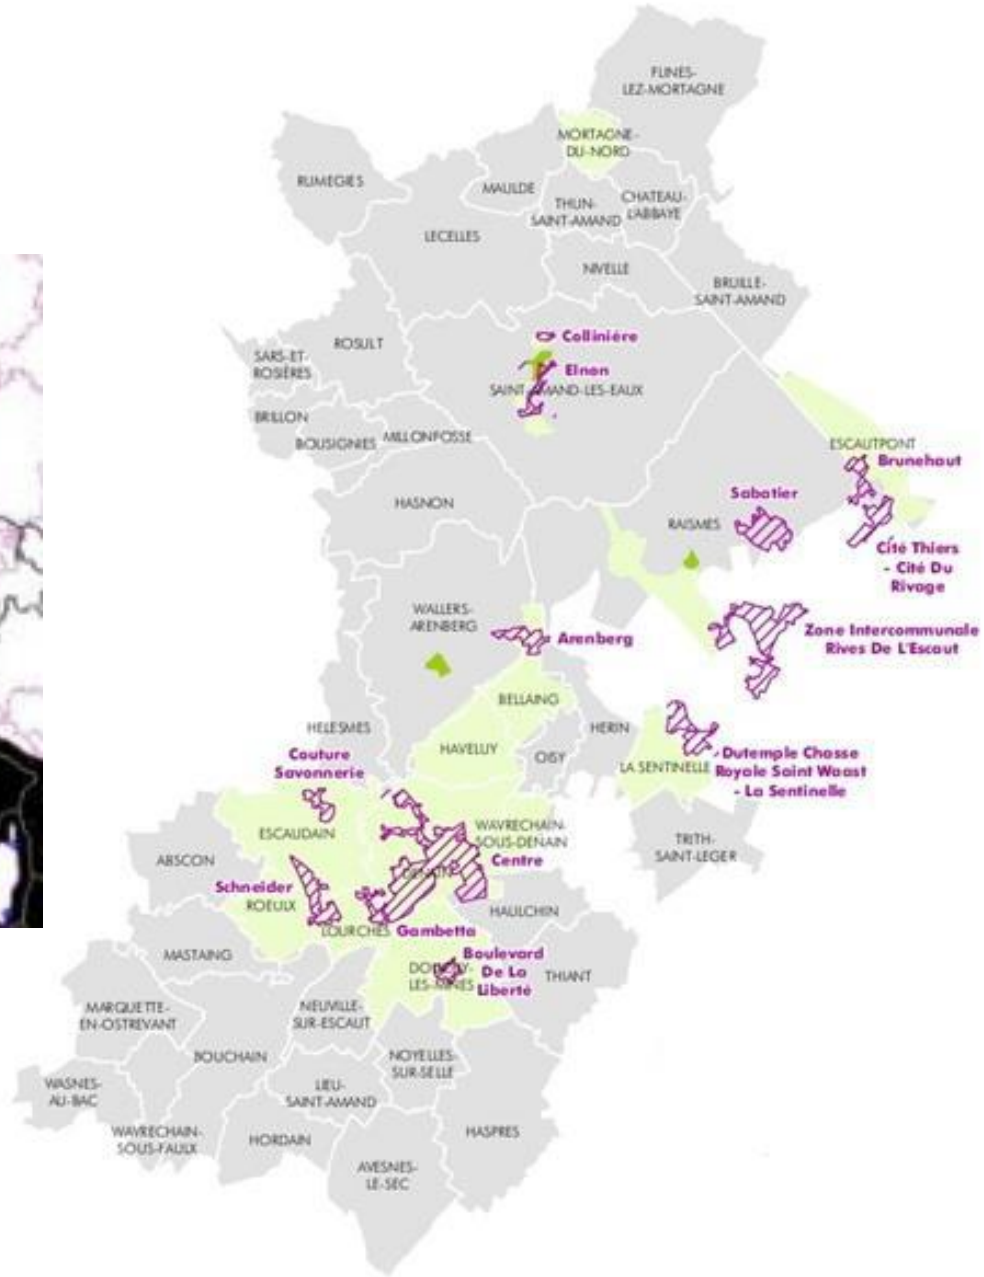 FLINES-
LEZ-MORTAGNE
MORTAGNE-
DU-NORD
RUMEGIES
MAULDE
THUN-
SAINT-AMAND
CHATEAU-
L'ABBAYE
LECELLES
NIVELLE
BRUILLE-
SAINT-AMAND
Collinière
ROSULT
SARS-ET-
ROSIÈRES
Elnon
SAINT-AMAND-LES-EAUX
BRILLON
BOUSIGNIES
MILLONFOSSE
ESCAUTPONT
Brunehaut
HASNON
Sabatier
RAISMES
Cité Thiers
- Cité Du
Rivage
WALLERS-
ARENBERG
Arenberg
Zone Intercommunale
Rives De L'Escaut
BELLAING
HELESMES
HAVELUY
OISY
HERIN
LA SENTINELLE
Dutemple Chasse
Royale Saint Waast
- La Sentinelle
Couture
Savonnerie
ESCAUDAIN
WAVRECHAIN-
SOUS-DENAIN
TRITH-
SAINT-LEGER
ABSCON
DENAIN
Centre
Schneider
ROEULX
LOURCHES
Gambetta
HAULCHIN
MASTAING
DOUCHY-
LES-MINES
Boulevard
De La
Liberté
THIANT
MARQUETTE-
EN-OSTREVANT
NEUVILLE-
SUR-ESCAUT
BOUCHAIN
NOYELLES-
SUR-SELLE
WASNES-
AU-BAC
LIEU-
SAINT-AMAND
WAVRECHAIN-
SOUS-FAULX
HORDAIN
HASPRES
AVESNES-
LE-SEC